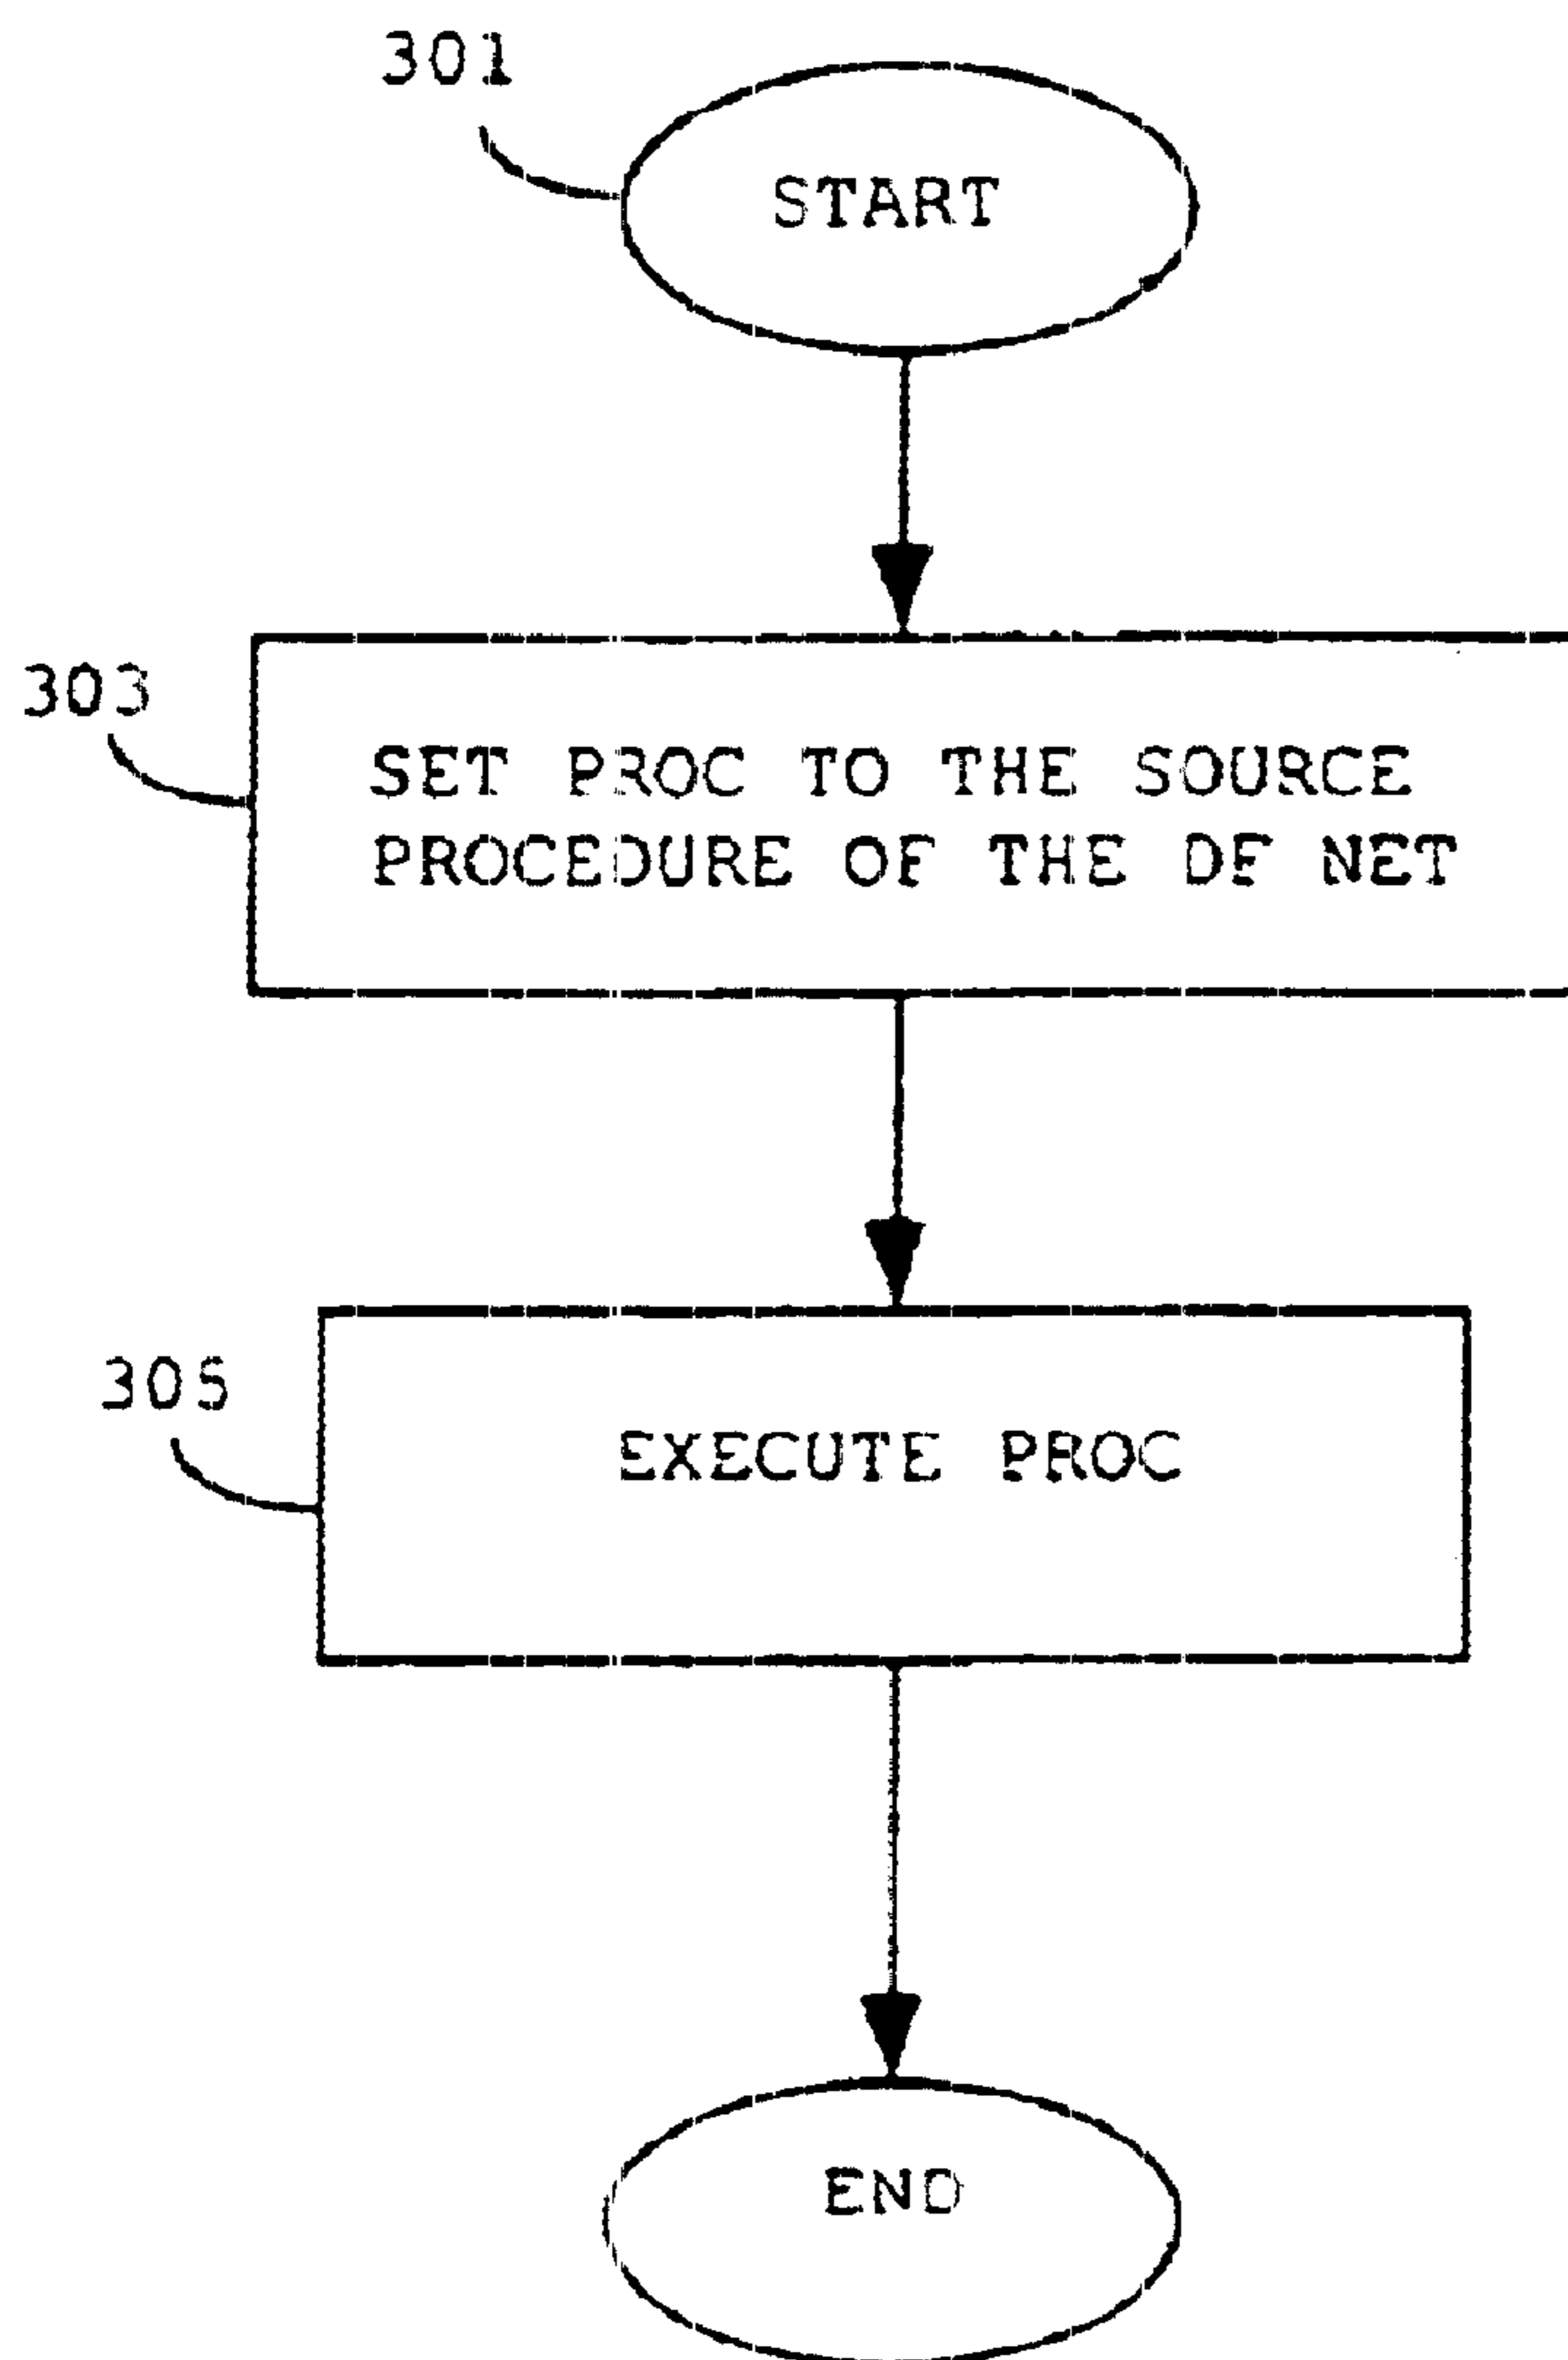 301
START
303
SET PROC TO THE SOURCE
PROCEDURE OF THE DF NET
305
EXECUTE PROC
END